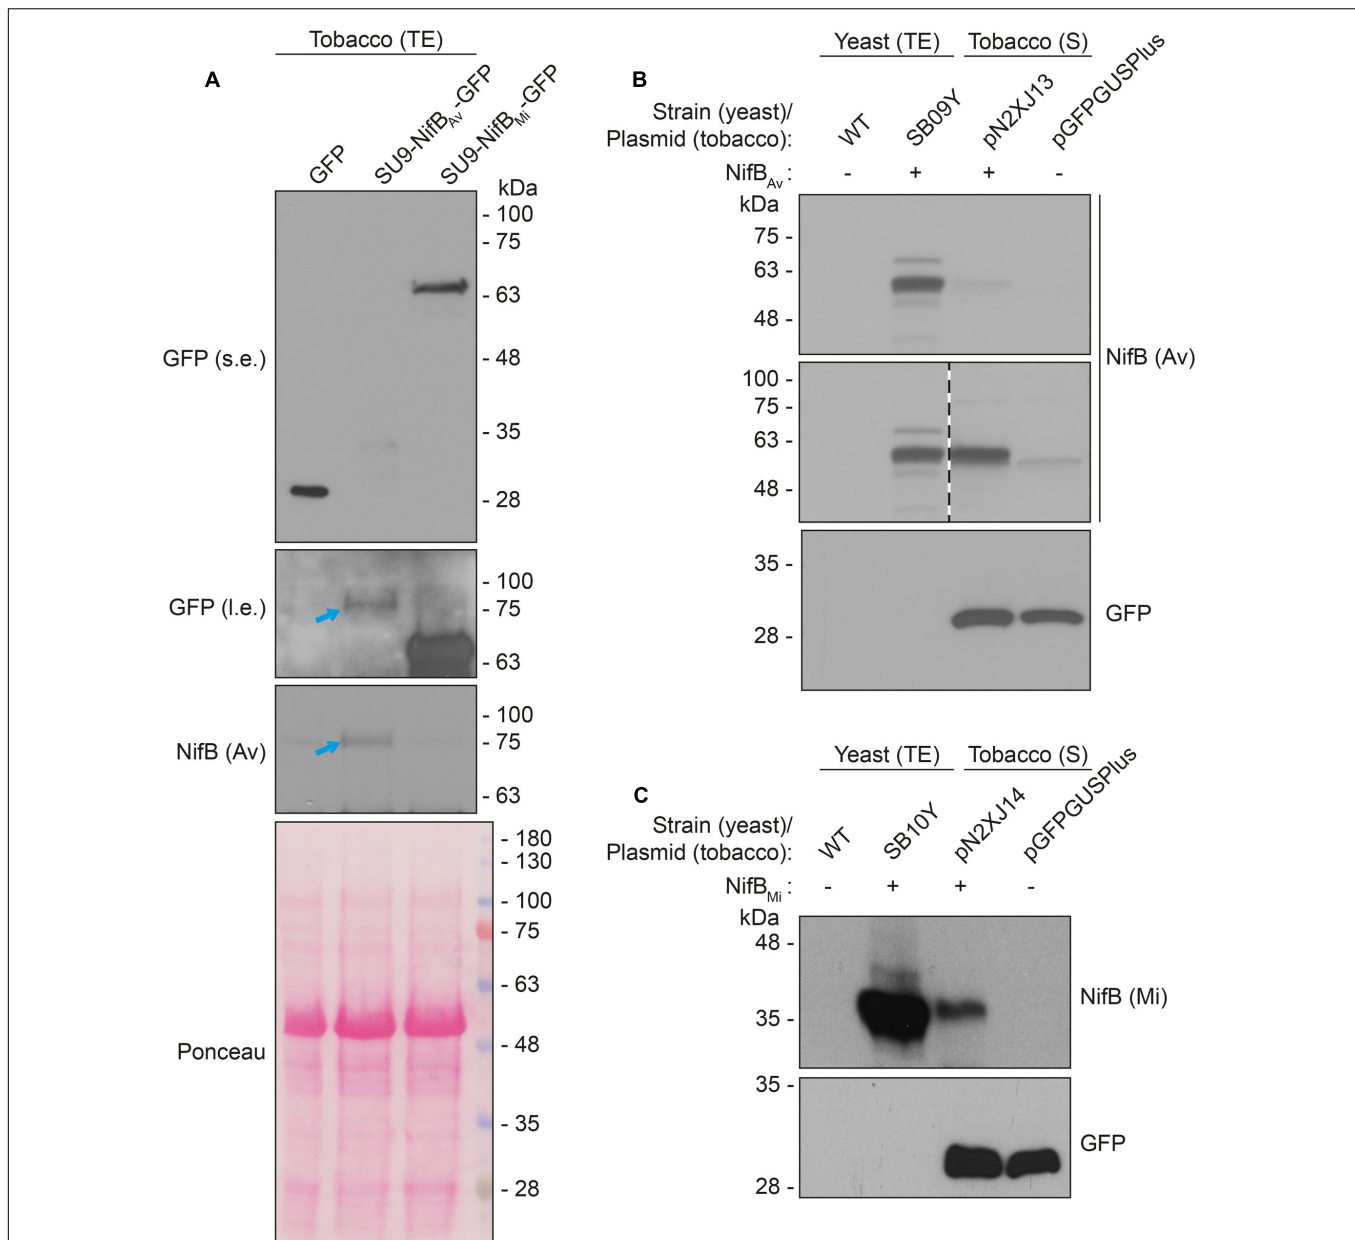 A
Tobacco (TE)
GFP
SU9-NifBAv-GFP
SU9-NifBMi-GFP
kDa
GFP (s.e.)
- 100
- 75
- 63
- 48
- 35
- 28
GFP (l.e.)
- 100
- 75
- 63
NifB (Av)
- 100
- 75
- 63
Ponceau
- 180
- 130
- 100
- 75
- 63
- 48
- 35
- 28
B
Yeast (TE) Tobacco (S)
Strain (yeast)/
Plasmid (tobacco):
WT
SB09Y
pN2XJ13
pGFPGUSPlus
NifBAv : - + + -
kDa
75 -
63 -
48 -
100 -
75 -
63 -
48 -
NifB (Av)
35 -
28 -
GFP
C
Yeast (TE) Tobacco (S)
Strain (yeast)/
Plasmid (tobacco):
WT
SB10Y
pN2XJ14
pGFPGUSPlus
NifBMi : - + + -
kDa
48 -
35 -
NifB (Mi)
35 -
28 -
GFP